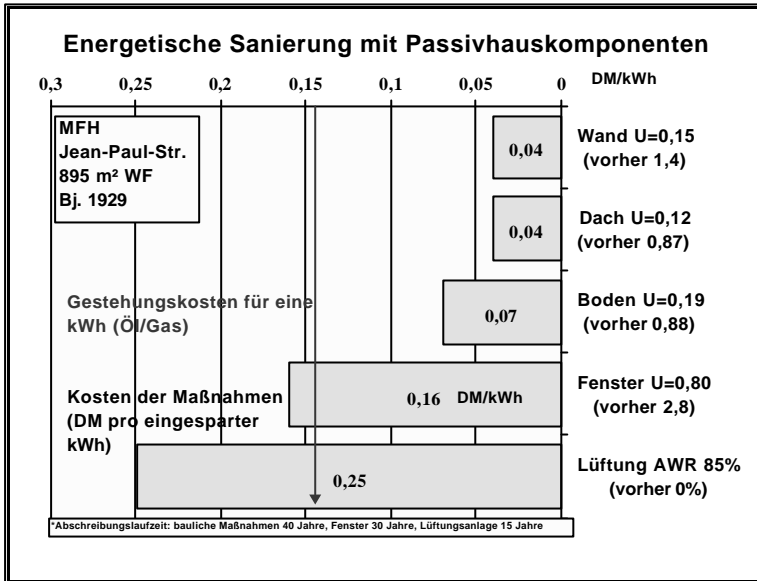 Energetische Sanierung mit Passivhauskomponenten
0,3 0,25 0,2 0,15 0,1 0,05 0 DM/kWh
MFH
Jean-Paul-Str.
895 m² WF
Bj. 1929
0,04
Wand U=0,15
(vorher 1,4)
0,04
Dach U=0,12
(vorher 0,87)
Gestehungskosten für eine
kWh (Öl/Gas)
0,07
Boden U=0,19
(vorher 0,88)
Kosten der Maßnahmen
(DM pro eingesparter
kWh)
0,16 DM/kWh
Fenster U=0,80
(vorher 2,8)
0,25
Lüftung AWR 85%
(vorher 0%)
*Abschreibungslaufzeit: bauliche Maßnahmen 40 Jahre, Fenster 30 Jahre, Lüftungsanlage 15 Jahre